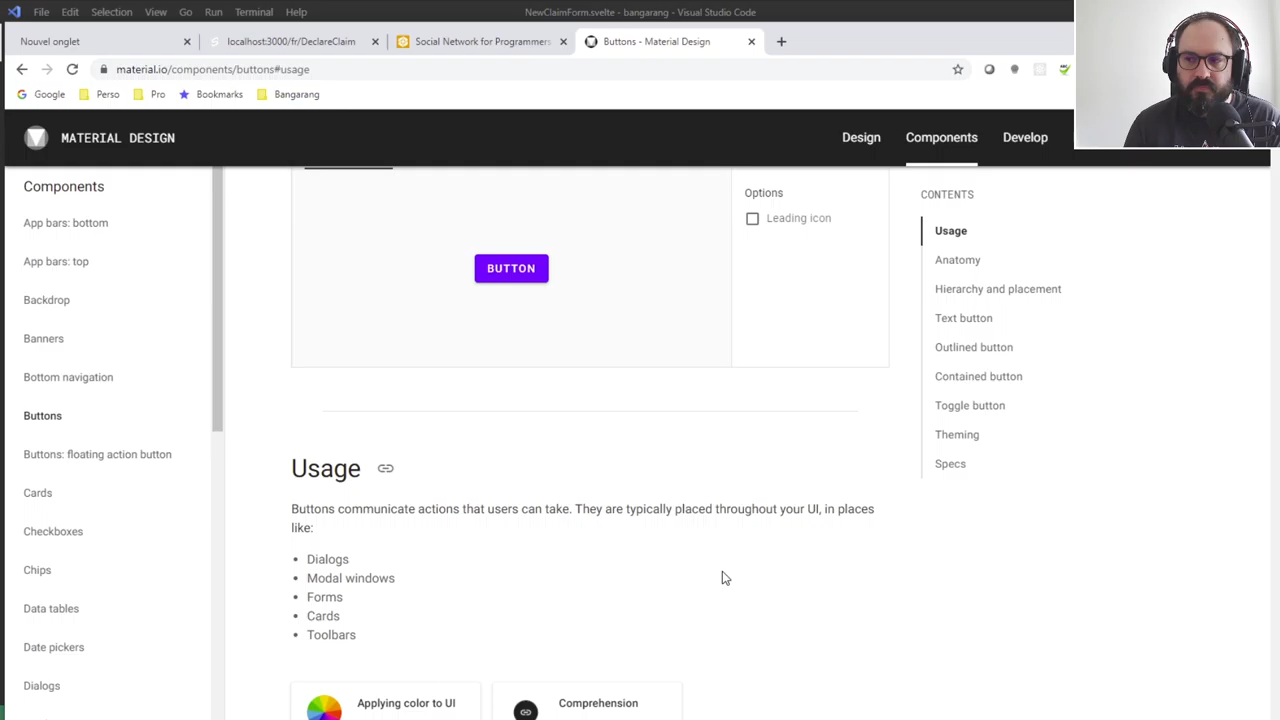 File Edit Selection View Go Run Terminal Help NewClaimForm.svelte - bangarang - Visual Studio Code
Nouvel onglet localhost:3000/fr/DeclareClaim Social Network for Programmers Buttons - Material Design
material.io/components/buttons#usage
Google Perso Pro Bookmarks Bangarang
MATERIAL DESIGN Design Components Develop
Components
App bars: bottom
App bars: top
Backdrop
Banners
Bottom navigation
Buttons
Buttons: floating action button
Cards
Checkboxes
Chips
Data tables
Date pickers
Dialogs
BUTTON
Options
Leading icon
Usage
Buttons communicate actions that users can take. They are typically placed throughout your UI, in places
like:
• Dialogs
• Modal windows
• Forms
• Cards
• Toolbars
Applying color to UI
Comprehension
CONTENTS
Usage
Anatomy
Hierarchy and placement
Text button
Outlined button
Contained button
Toggle button
Theming
Specs